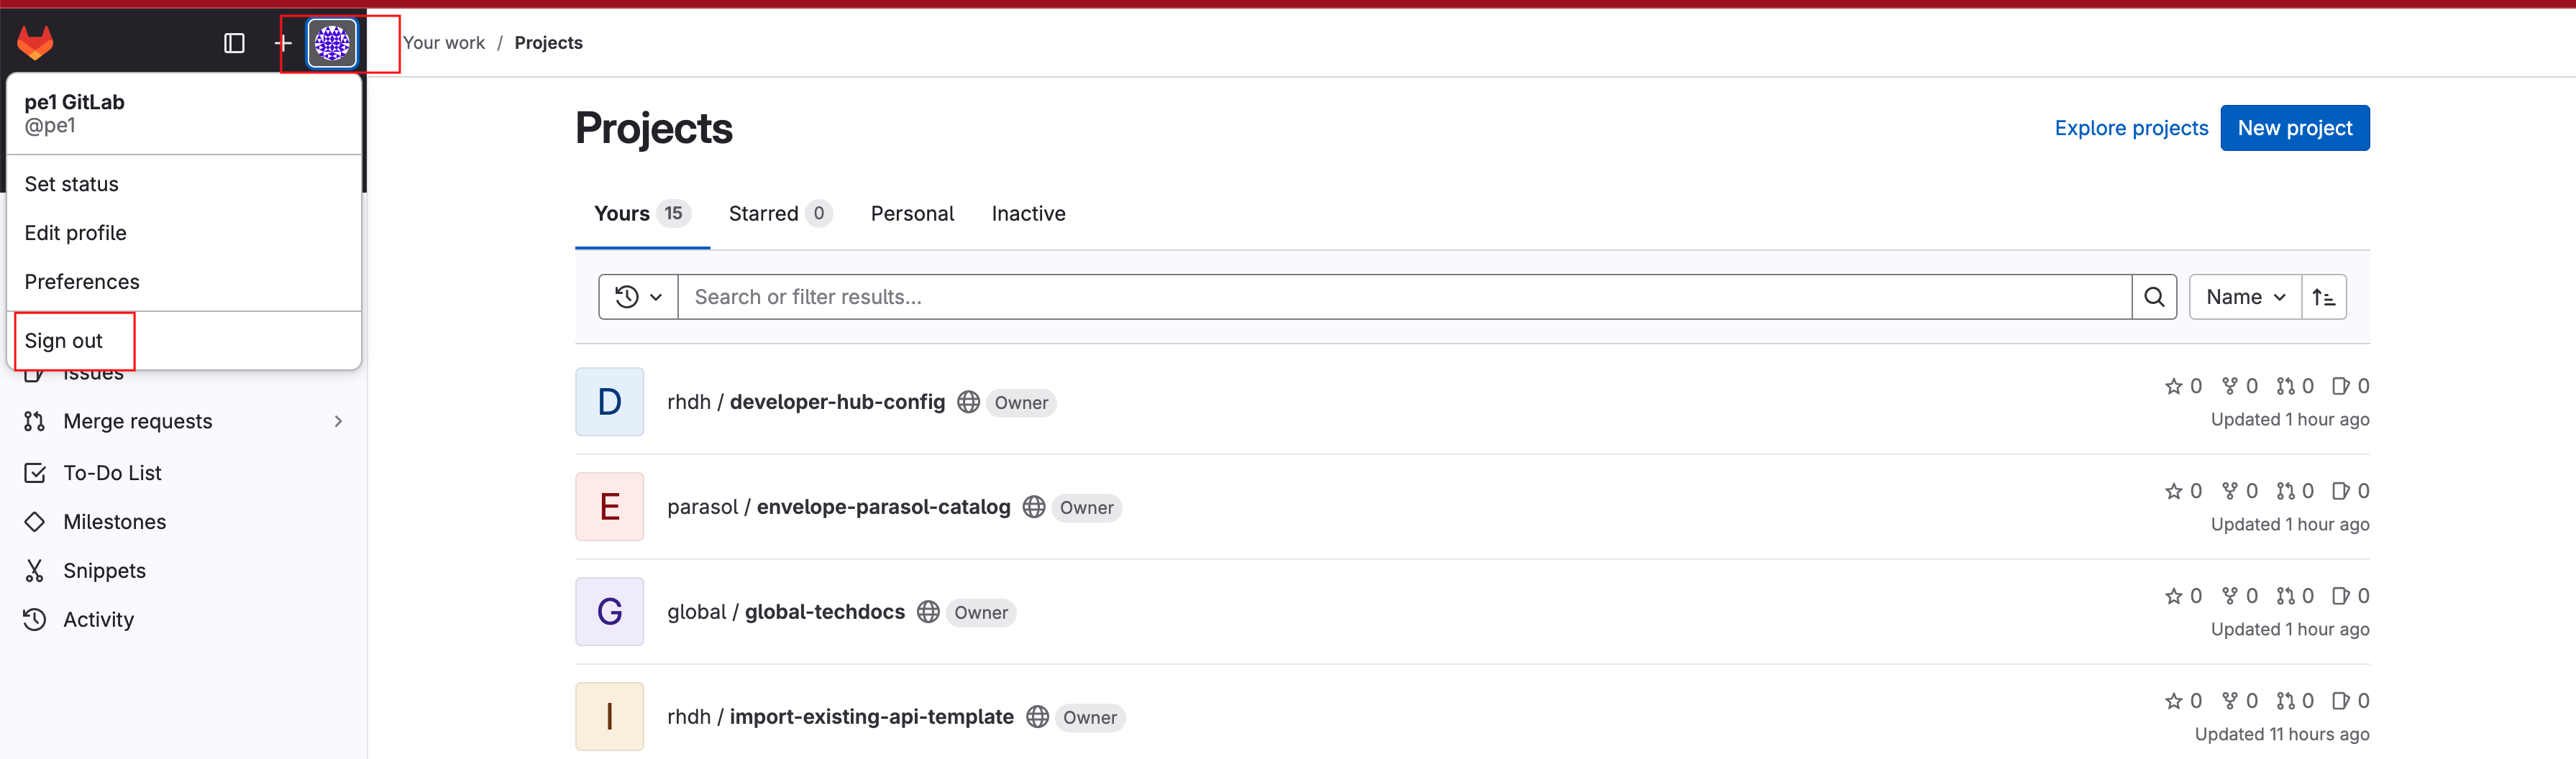 Your work / Projects
pe1 GitLab
@pe1
Set status
Edit profile
Preferences
Sign out
Issues
Merge requests
To-Do List
Milestones
Snippets
Activity
Projects
Explore projects
New project
Yours 15
Starred 0
Personal
Inactive
Search or filter results...
Name
D
rhdh / developer-hub-config
Owner
0 0 0 0
Updated 1 hour ago
E
parasol / envelope-parasol-catalog
Owner
0 0 0 0
Updated 1 hour ago
G
global / global-techdocs
Owner
0 0 0 0
Updated 1 hour ago
I
rhdh / import-existing-api-template
Owner
0 0 0 0
Updated 11 hours ago